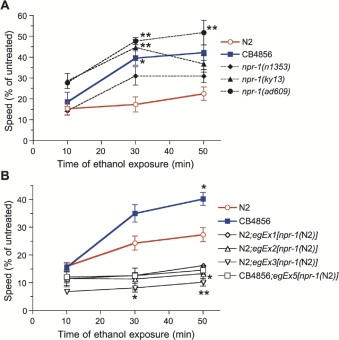 A
Speed (% of untreated)
60
50
40
30
20
10
0
**
**
*
**
10
30
50
Time of ethanol exposure (min)
N2
CB4856
npr-1(n1353)
npr-1(ky13)
npr-1(ad609)
B
Speed (% of untreated)
40
30
20
10
0
*
*
*
**
10
30
50
Time of ethanol exposure (min)
N2
CB4856
N2;egEx1[npr-1(N2)]
N2;egEx2[npr-1(N2)]
N2;egEx3[npr-1(N2)]
CB4856;egEx5[npr-1(N2)]